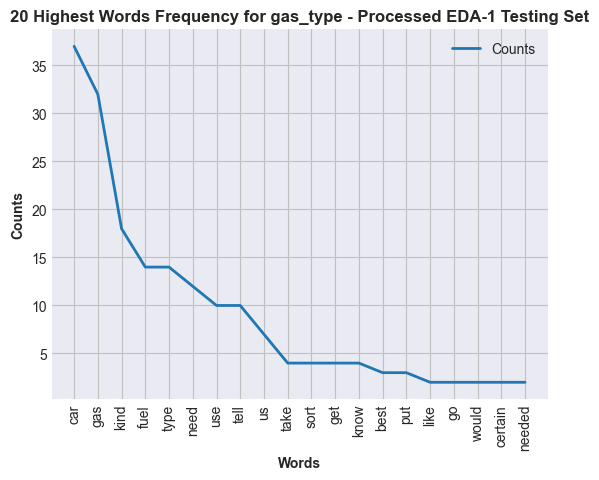 20 Highest Words Frequency for gas_type - Processed EDA-1 Testing Set
Counts
35
30
25
20
15
10
5
Counts
car
gas
kind
fuel
type
need
use
tell
us
take
sort
get
know
best
put
like
go
would
certain
needed
Words